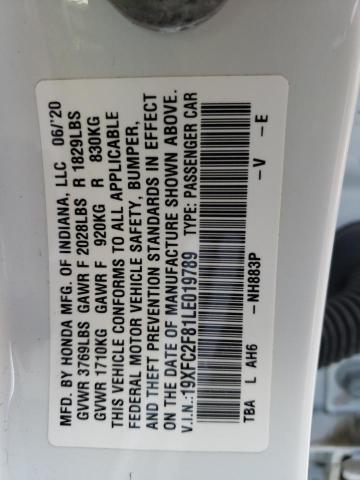 MFD. BY HONDA MFG. OF INDIANA, LLC 06/'20
GVWR 3769LBS GAWR F 2028LBS R 1829LBS
GVWR 1710KG GAWR F 920KG R 830KG
THIS VEHICLE CONFORMS TO ALL APPLICABLE
FEDERAL MOTOR VEHICLE SAFETY, BUMPER,
AND THEFT PREVENTION STANDARDS IN EFFECT
ON THE DATE OF MANUFACTURE SHOWN ABOVE.
V.I.N.:19XFC2F81LE019789 TYPE: PASSENGER CAR
TBA L AH6 -NH883P -V -E